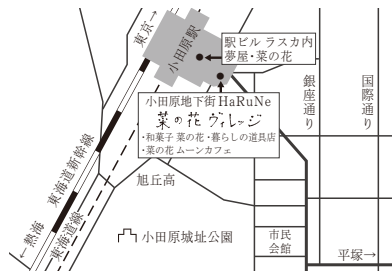 東京→
小田原駅
駅ビル ラスカ内
夢屋・菜の花
小田原地下街 HaRuNe
菜の花 ヴィレッジ
・和菓子 菜の花・暮らしの道具店
・菜の花 ムーンカフェ
銀座通り
国際通り
東海道新幹線
東海道線
←熱海
旭丘高
小田原城址公園
市民
会館
平塚→